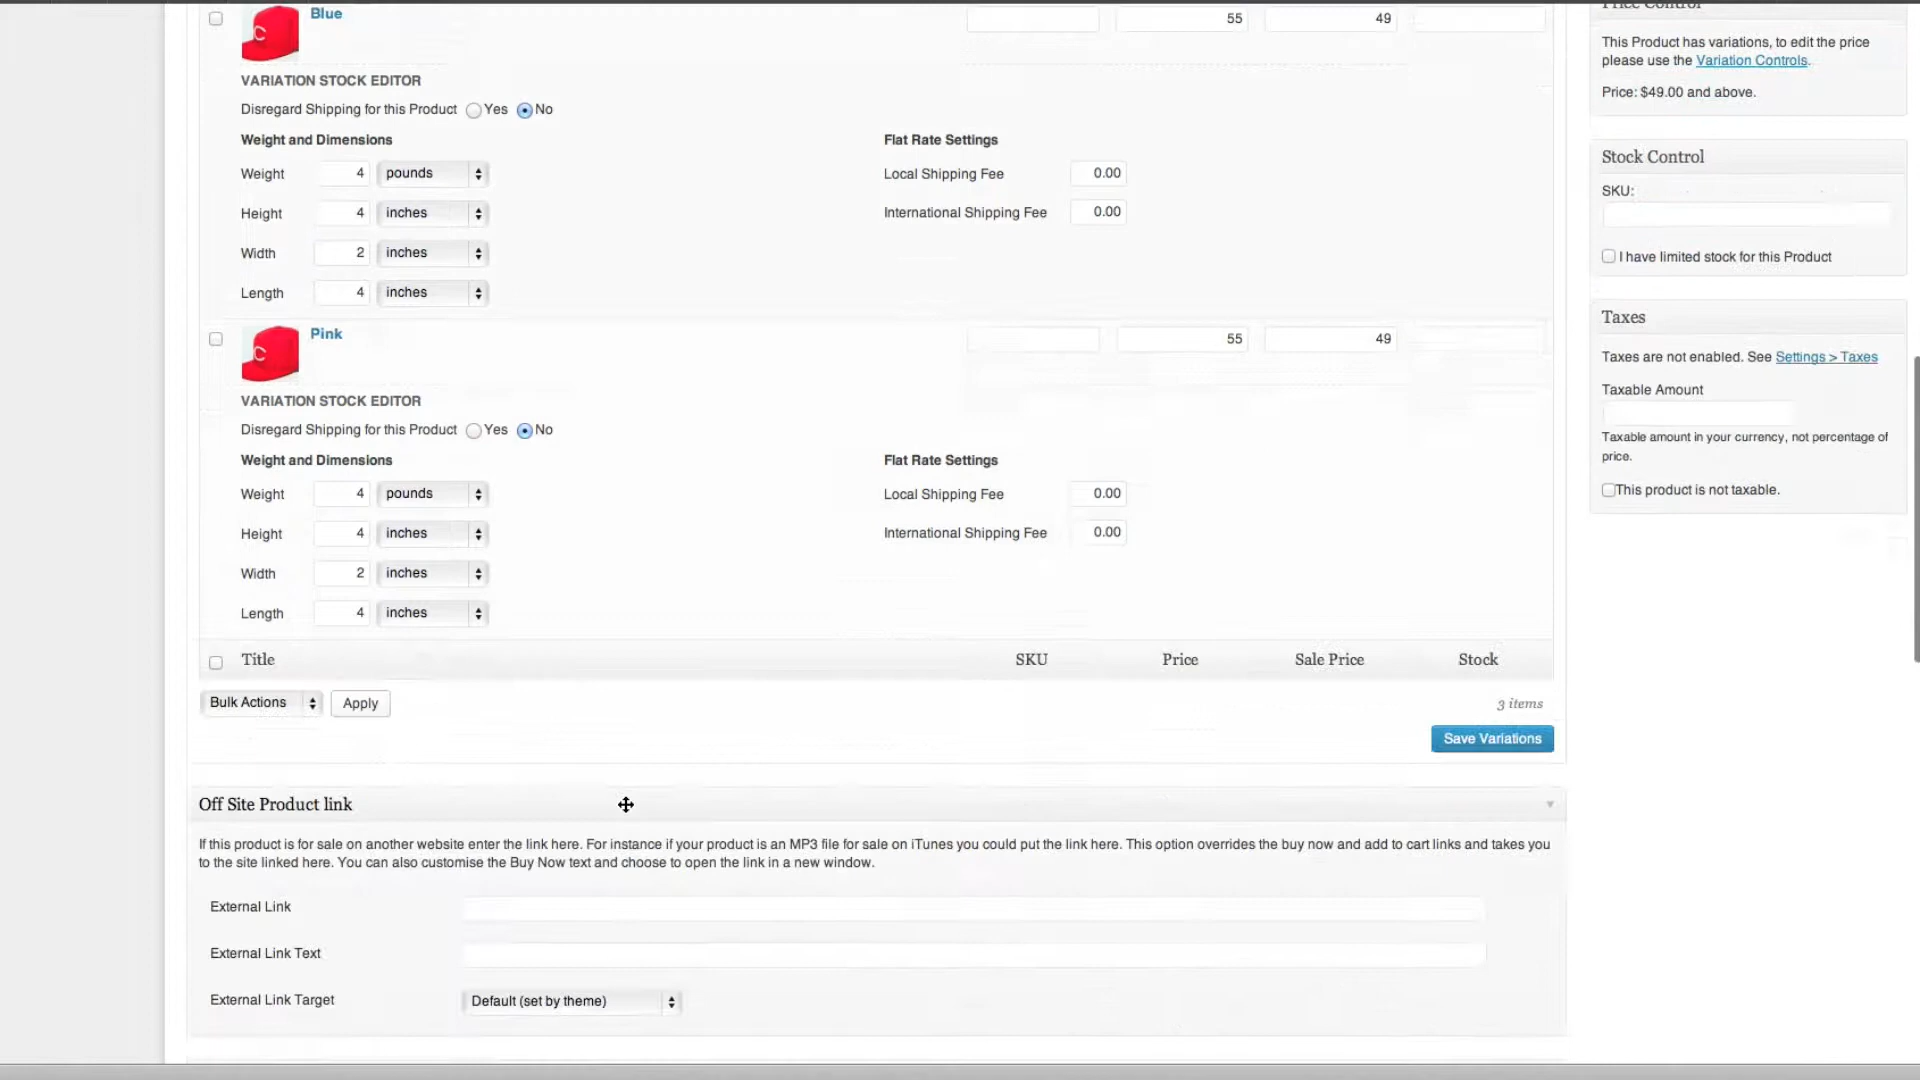 Price Control
Blue
55
49
This Product has variations, to edit the price
please use the Variation Controls.
Price: $49.00 and above.
VARIATION STOCK EDITOR
Disregard Shipping for this Product Yes No
Weight and Dimensions
Flat Rate Settings
Weight 4 pounds
Local Shipping Fee 0.00
Height 4 inches
International Shipping Fee 0.00
Width 2 inches
Length 4 inches
Stock Control
SKU:
I have limited stock for this Product
Pink
55
49
C
C
VARIATION STOCK EDITOR
Disregard Shipping for this Product Yes No
Weight and Dimensions
Flat Rate Settings
Weight 4 pounds
Local Shipping Fee 0.00
Height 4 inches
International Shipping Fee 0.00
Width 2 inches
Length 4 inches
Taxes
Taxes are not enabled. See Settings > Taxes
Taxable Amount
Taxable amount in your currency, not percentage of
price.
This product is not taxable.
Title SKU Price Sale Price Stock
Bulk Actions Apply
3 items
Save Variations
Off Site Product link
If this product is for sale on another website enter the link here. For instance if your product is an MP3 file for sale on iTunes you could put the link here. This option overrides the buy now and add to cart links and takes you
to the site linked here. You can also customise the Buy Now text and choose to open the link in a new window.
External Link
External Link Text
External Link Target Default (set by theme)